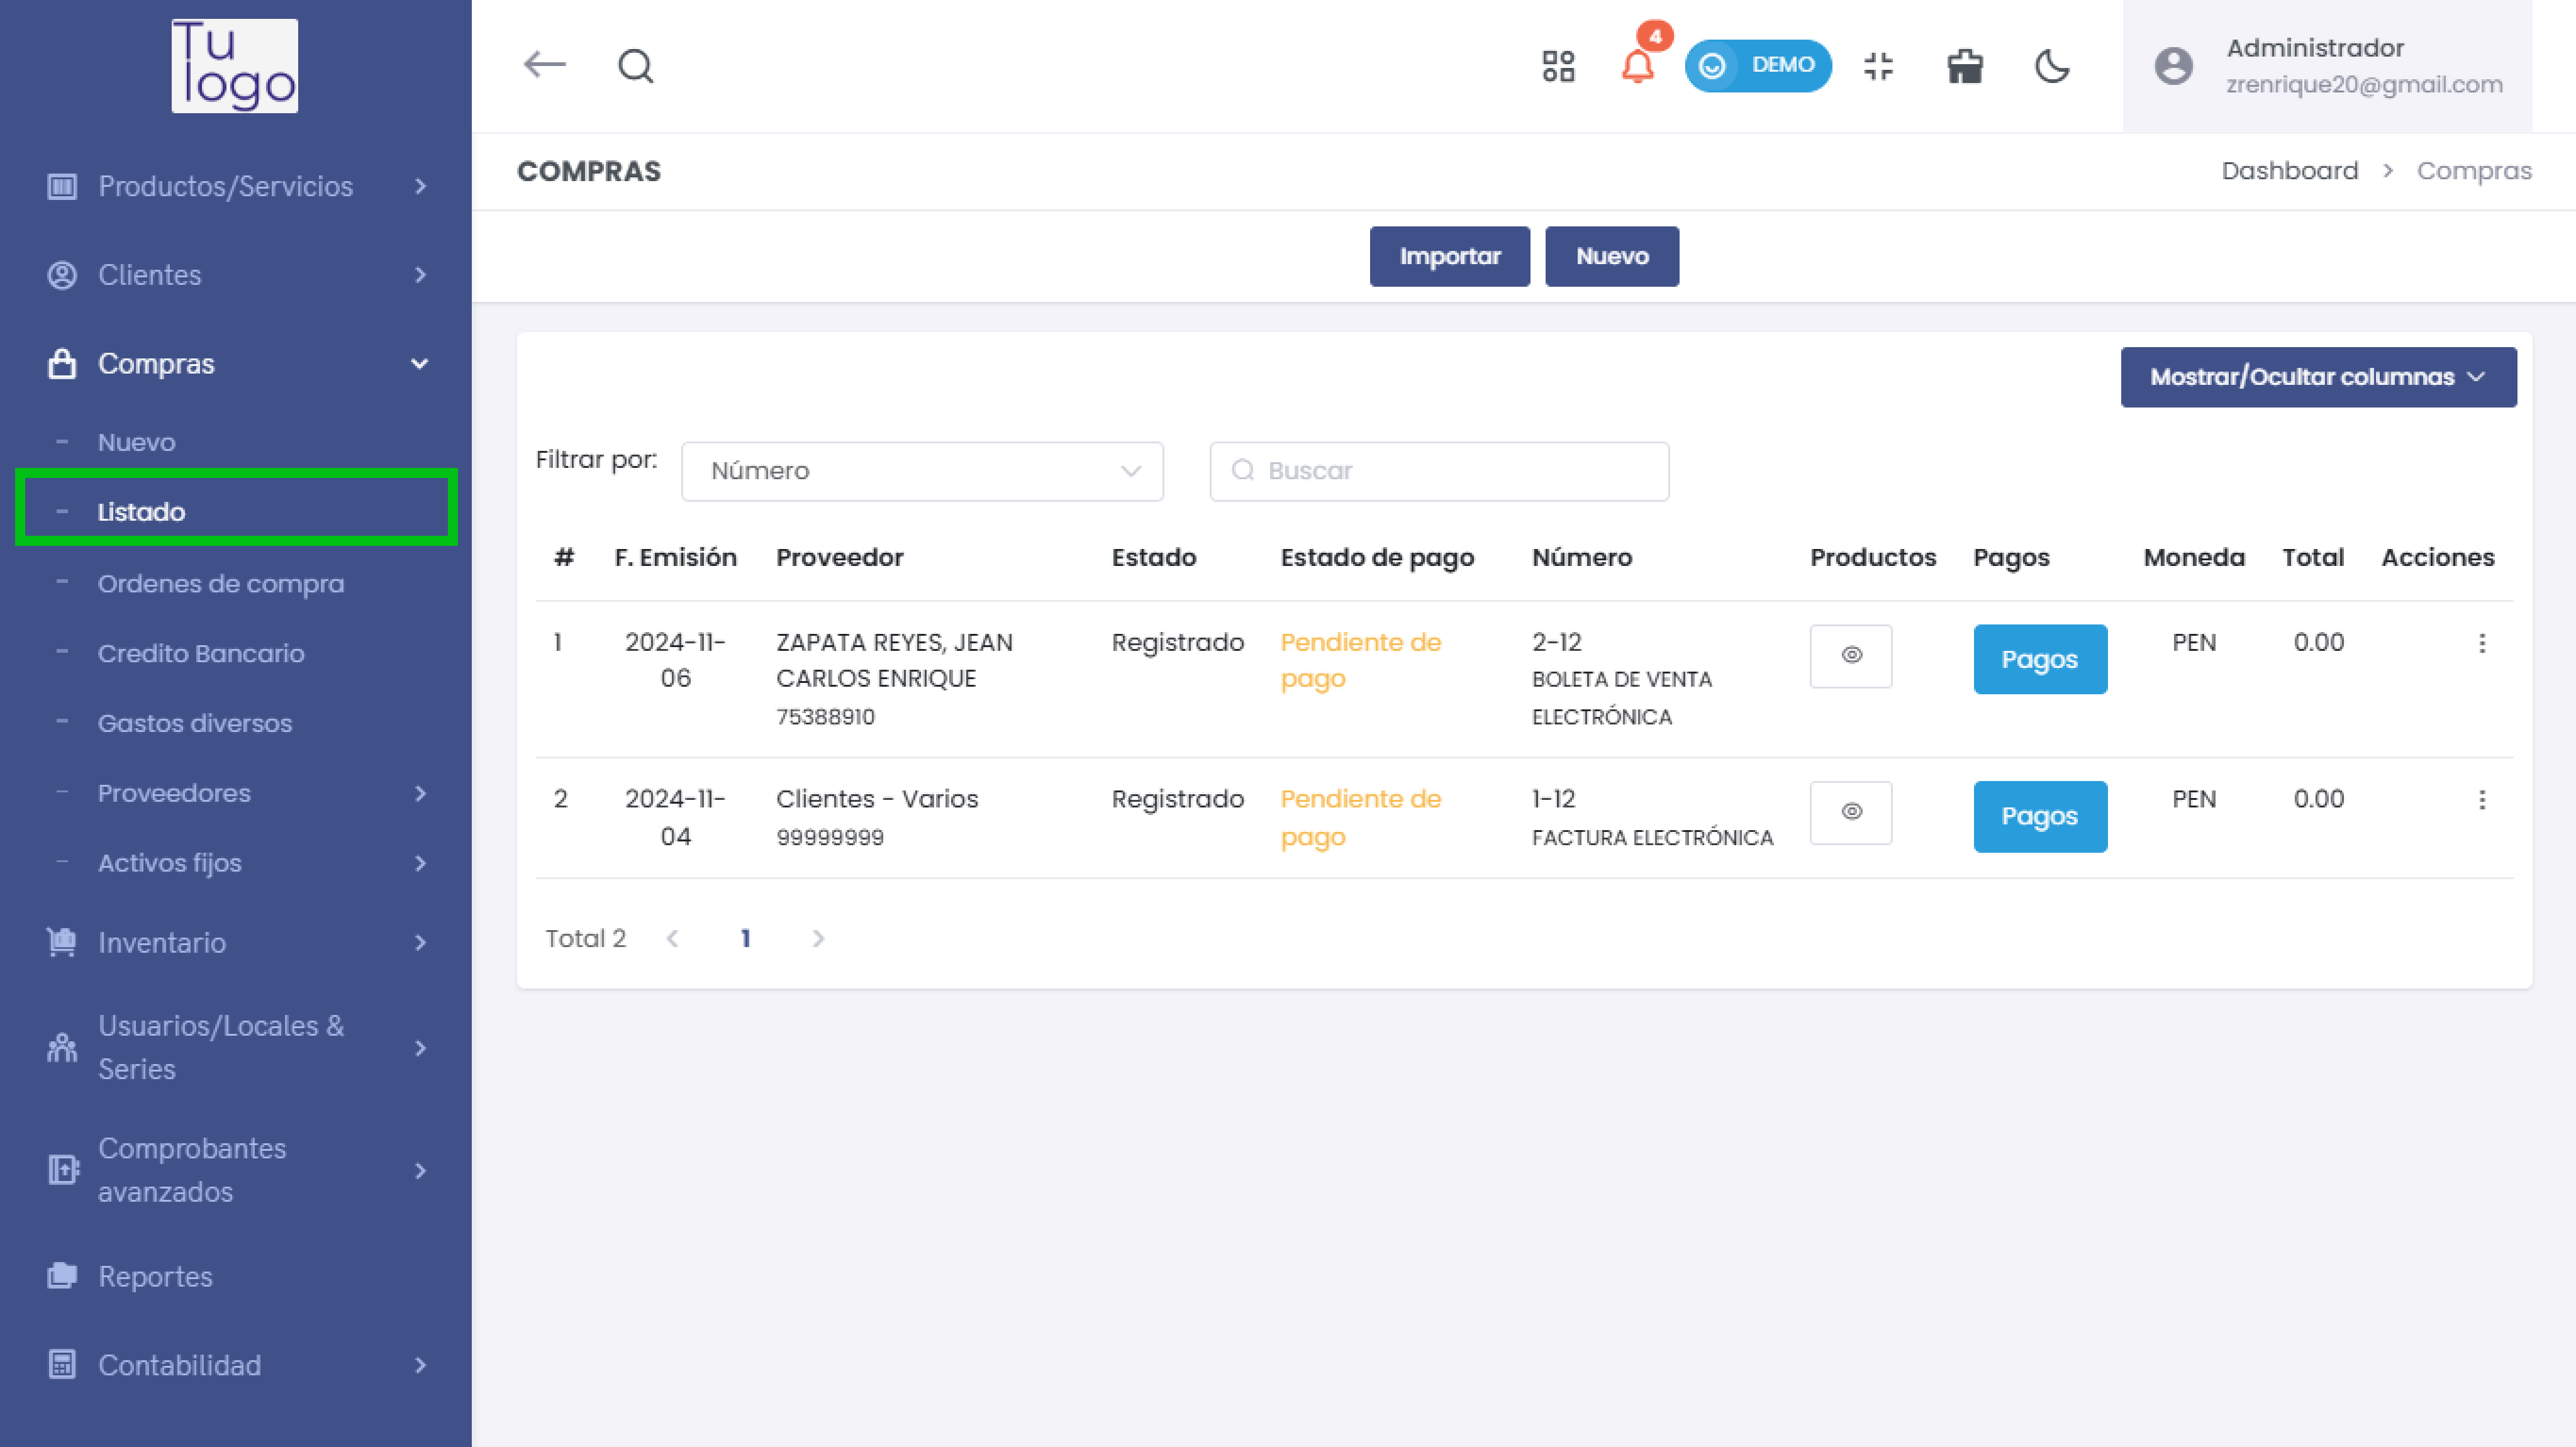 Tu
logo
Productos/Servicios
Clientes
Compras
Nuevo
Listado
Ordenes de compra
Credito Bancario
Gastos diversos
Proveedores
Activos fijos
Inventario
Usuarios/Locales &
Series
Comprobantes
avanzados
Reportes
Contabilidad
4
DEMO
Administrador
zrenrique20@gmail.com
COMPRAS
Dashboard > Compras
Importar Nuevo
Mostrar/Ocultar columnas
Filtrar por: Número Buscar
# F. Emisión Proveedor Estado Estado de pago Número Productos Pagos Moneda Total Acciones
1 2024-11- ZAPATA REYES, JEAN Registrado Pendiente de 2-12 Pagos PEN 0.00
06 CARLOS ENRIQUE pago BOLETA DE VENTA
75388910 ELECTRÓNICA
2 2024-11- Clientes - Varios Registrado Pendiente de 1-12 Pagos PEN 0.00
04 99999999 pago FACTURA ELECTRÓNICA
Total 2 < 1 >